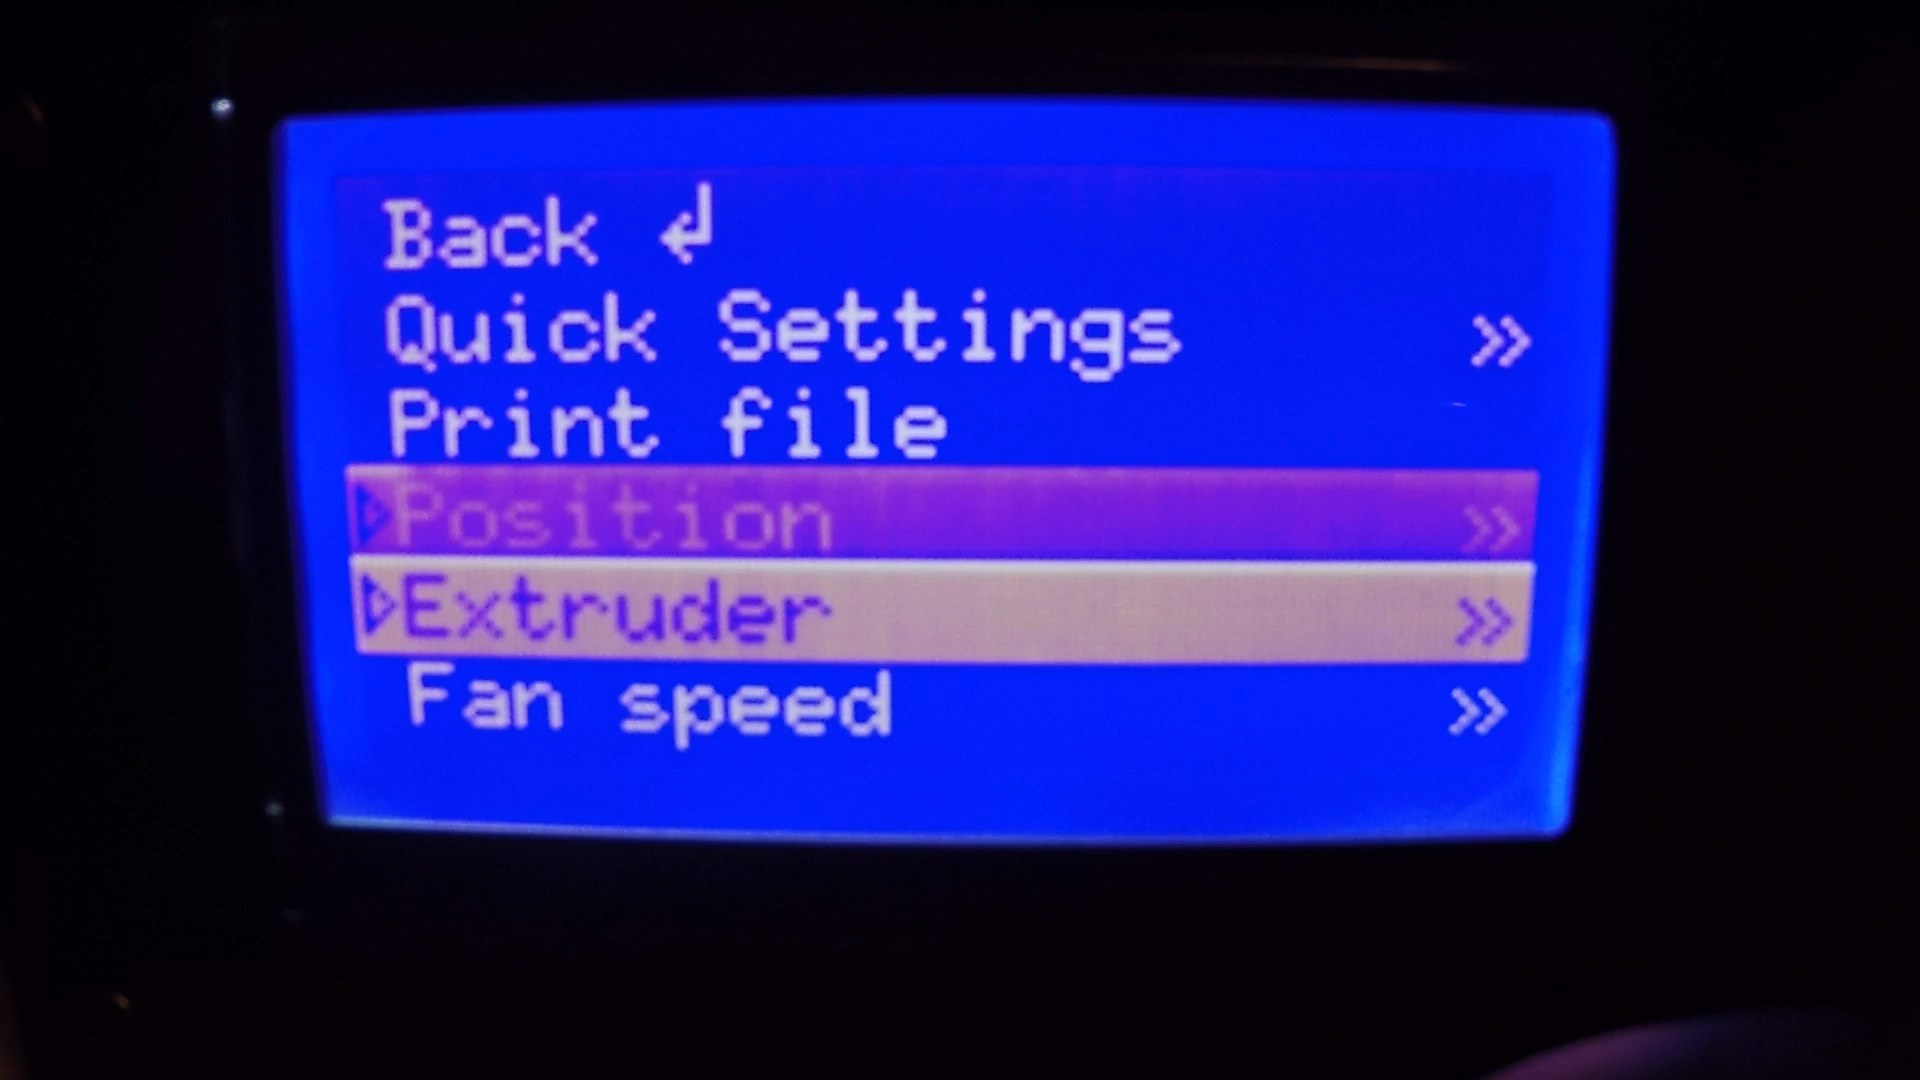 Back ↲
Quick Settings »
Print file
Position »
Extruder »
Fan speed »